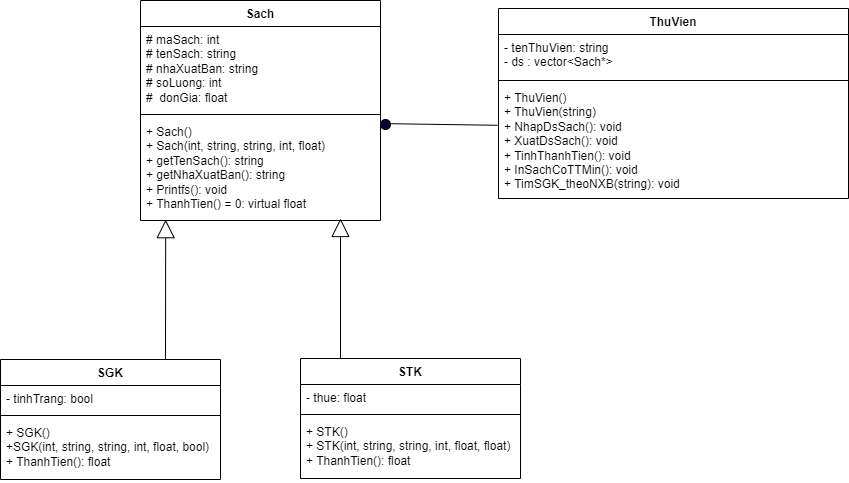 Sach
# maSach: int
# tenSach: string
# nhaXuatBan: string
# soLuong: int
# donGia: float
+ Sach()
+ Sach(int, string, string, int, float)
+ getTenSach(): string
+ getNhaXuatBan(): string
+ Printfs(): void
+ ThanhTien() = 0: virtual float
ThuVien
- tenThuVien: string
- ds : vector<Sach*>
+ ThuVien()
+ ThuVien(string)
+ NhapDsSach(): void
+ XuatDsSach(): void
+ TinhThanhTien(): void
+ InSachCoTTMin(): void
+ TimSGK_theoNXB(string): void
SGK
- tinhTrang: bool
+ SGK()
+SGK(int, string, string, int, float, bool)
+ ThanhTien(): float
STK
- thue: float
+ STK()
+ STK(int, string, string, int, float, float)
+ ThanhTien(): float